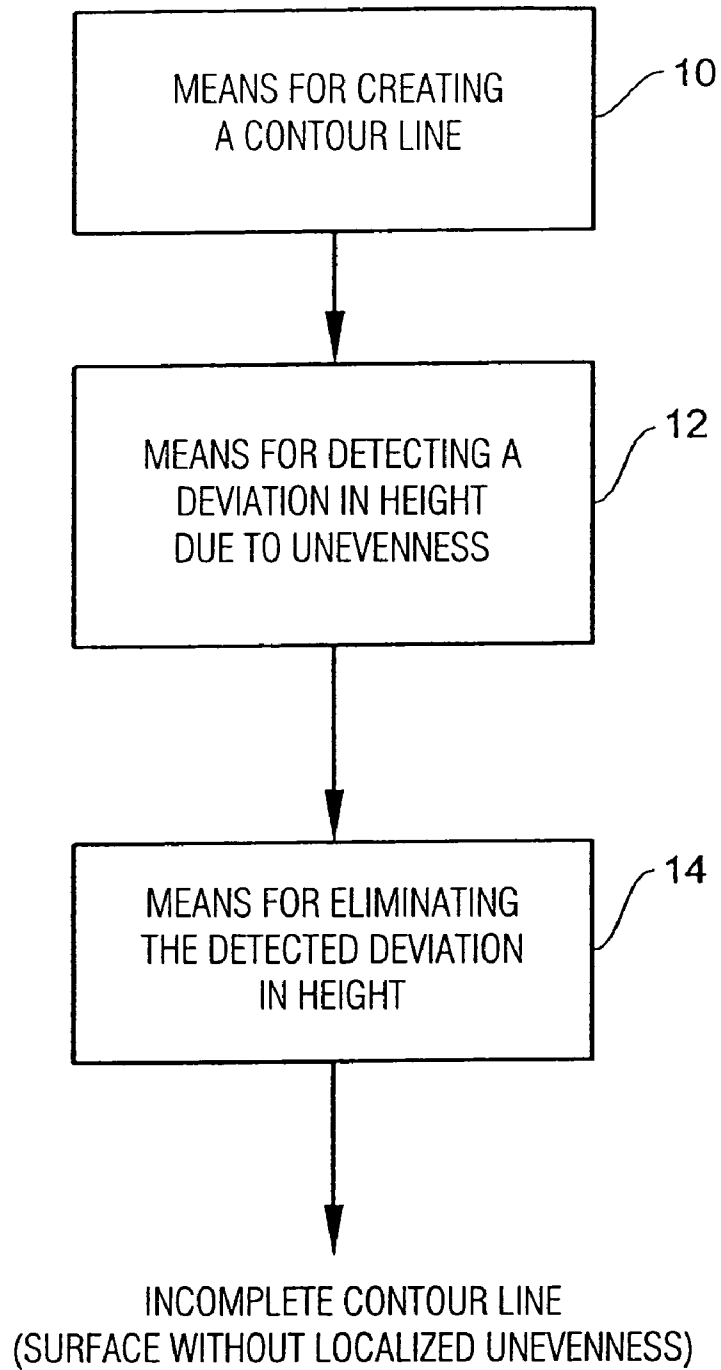 MEANS FOR CREATING
A CONTOUR LINE
10
MEANS FOR DETECTING A
DEVIATION IN HEIGHT
DUE TO UNEVENNESS
12
MEANS FOR ELIMINATING
THE DETECTED DEVIATION
IN HEIGHT
14
INCOMPLETE CONTOUR LINE
(SURFACE WITHOUT LOCALIZED UNEVENNESS)